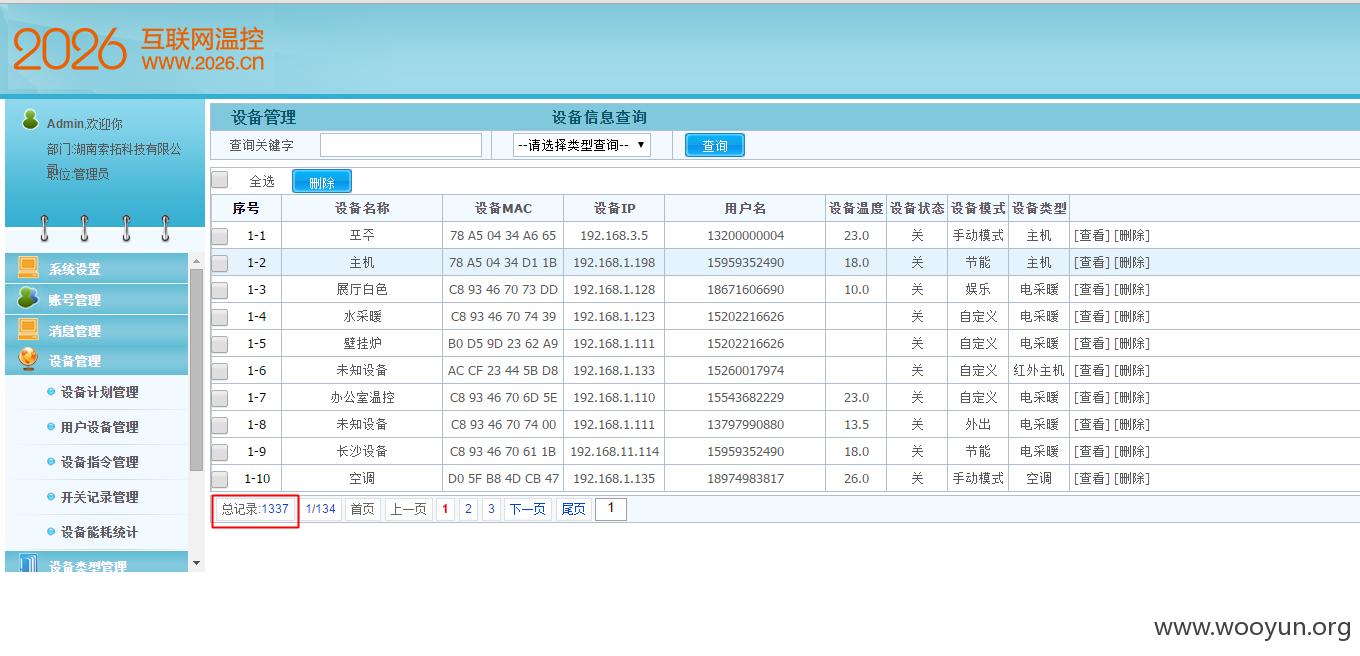 2026 互联网温控
www.2026.cn
Admin,欢迎你
部门:湖南索拓科技有限公司
职位:管理员
系统设置
账号管理
消息管理
设备管理
设备计划管理
用户设备管理
设备指令管理
开关记录管理
设备能耗统计
设备类型管理
设备管理 设备信息查询
查询关键字 --请选择类型查询-- 查询
全选 删除
序号 设备名称 设备MAC 设备IP 用户名 设备温度 设备状态 设备模式 设备类型
1-1 포주 78 A5 04 34 A6 65 192.168.3.5 13200000004 23.0 关 手动模式 主机 [查看] [删除]
1-2 主机 78 A5 04 34 D1 1B 192.168.1.198 15959352490 18.0 关 节能 主机 [查看] [删除]
1-3 展厅白色 C8 93 46 70 73 DD 192.168.1.128 18671606690 10.0 关 娱乐 电采暖 [查看] [删除]
1-4 水采暖 C8 93 46 70 74 39 192.168.1.123 15202216626 关 自定义 电采暖 [查看] [删除]
1-5 壁挂炉 B0 D5 9D 23 62 A9 192.168.1.111 15202216626 关 自定义 电采暖 [查看] [删除]
1-6 未知设备 AC CF 23 44 5B D8 192.168.1.133 15260017974 关 自定义 红外主机 [查看] [删除]
1-7 办公室温控 C8 93 46 70 6D 5E 192.168.1.110 15543682229 23.0 关 自定义 电采暖 [查看] [删除]
1-8 未知设备 C8 93 46 70 74 00 192.168.1.111 13797990880 13.5 关 外出 电采暖 [查看] [删除]
1-9 长沙设备 C8 93 46 70 61 1B 192.168.11.114 15959352490 18.0 关 节能 电采暖 [查看] [删除]
1-10 空调 D0 5F B8 4D CB 47 192.168.1.135 18974983817 26.0 关 手动模式 空调 [查看] [删除]
总记录:1337 1/134 首页 上一页 1 2 3 下一页 尾页 1
www.wooyun.org